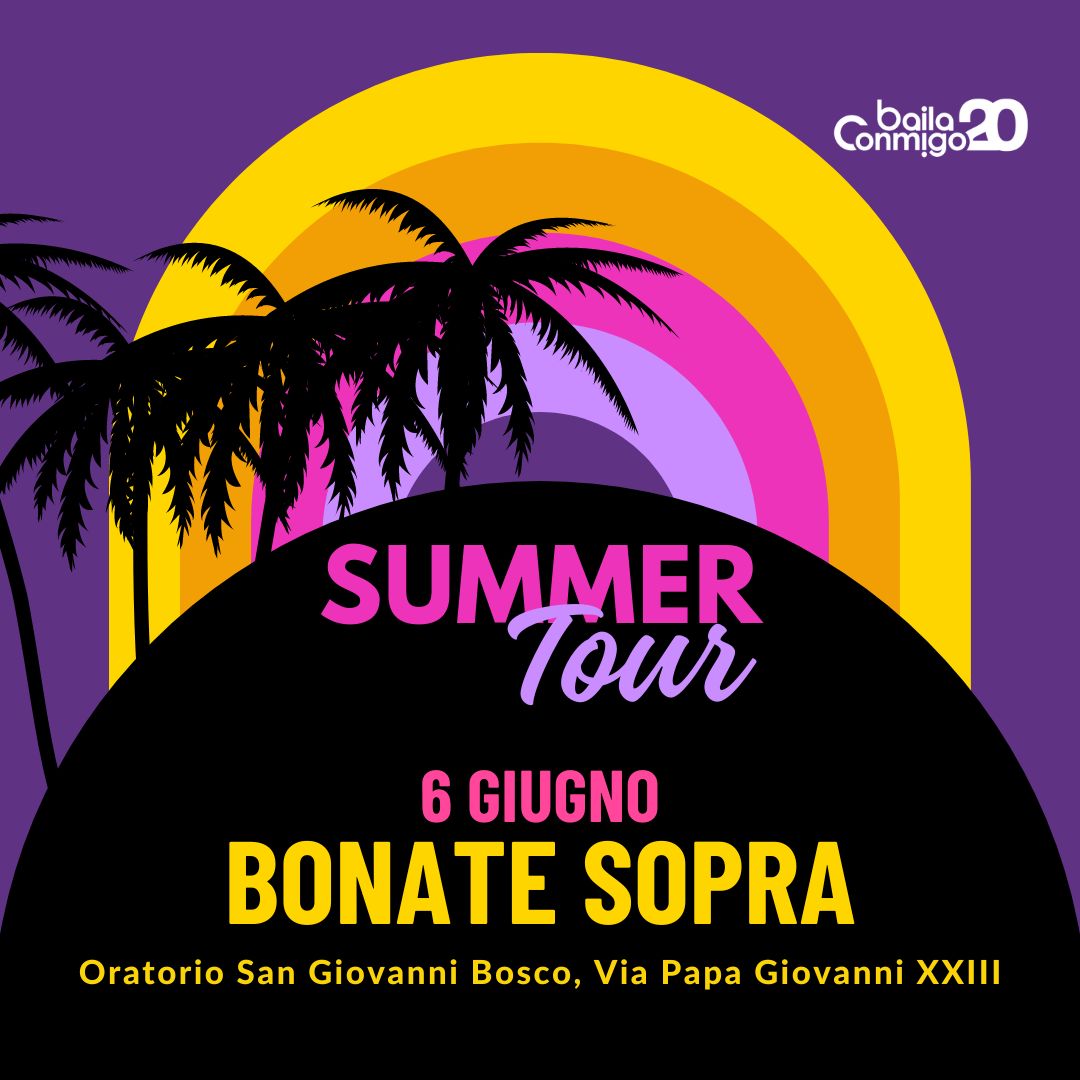 baila
Conmigo20
SUMMER
Tour
6 GIUGNO
BONATE SOPRA
Oratorio San Giovanni Bosco, Via Papa Giovanni XXIII